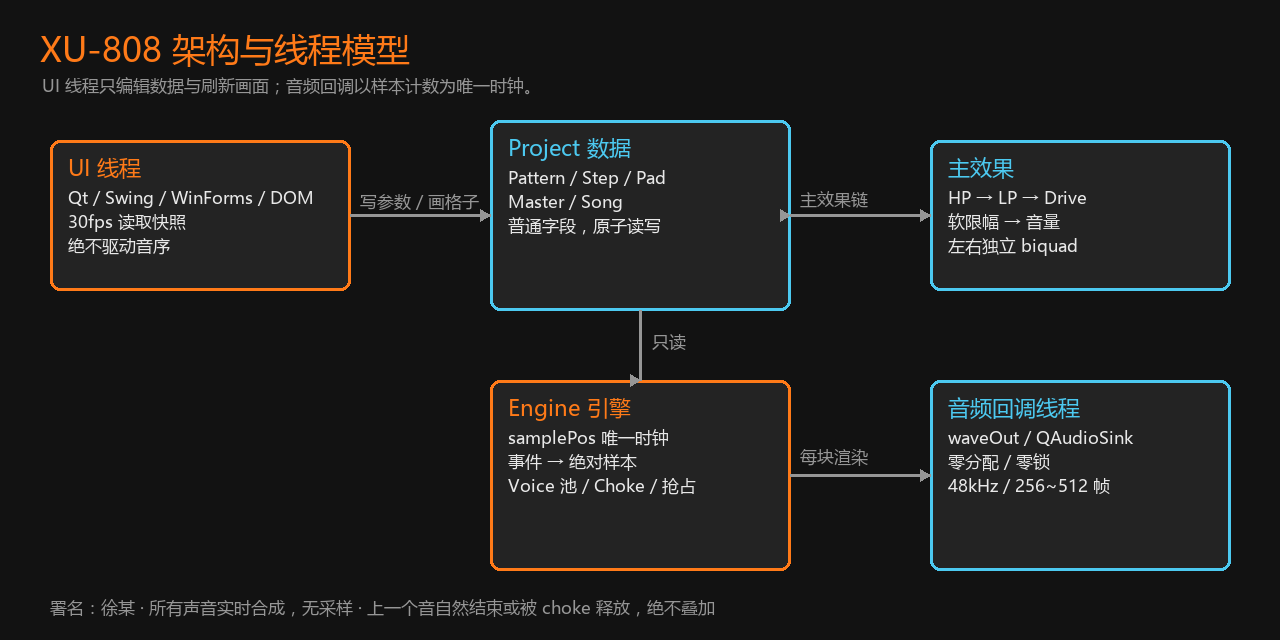 XU-808 架构与线程模型
UI 线程只编辑数据与刷新画面；音频回调以样本计数为唯一时钟。
UI 线程
Qt / Swing / WinForms / DOM
30fps 读取快照
绝不驱动音序
写参数 / 画格子
Project 数据
Pattern / Step / Pad
Master / Song
普通字段，原子读写
主效果链
主效果
HP → LP → Drive
软限幅 → 音量
左右独立 biquad
只读
Engine 引擎
samplePos 唯一时钟
事件 → 绝对样本
Voice 池 / Choke / 抢占
每块渲染
音频回调线程
waveOut / QAudioSink
零分配 / 零锁
48kHz / 256~512 帧
署名：徐某 · 所有声音实时合成，无采样 · 上一个音自然结束或被 choke 释放，绝不叠加